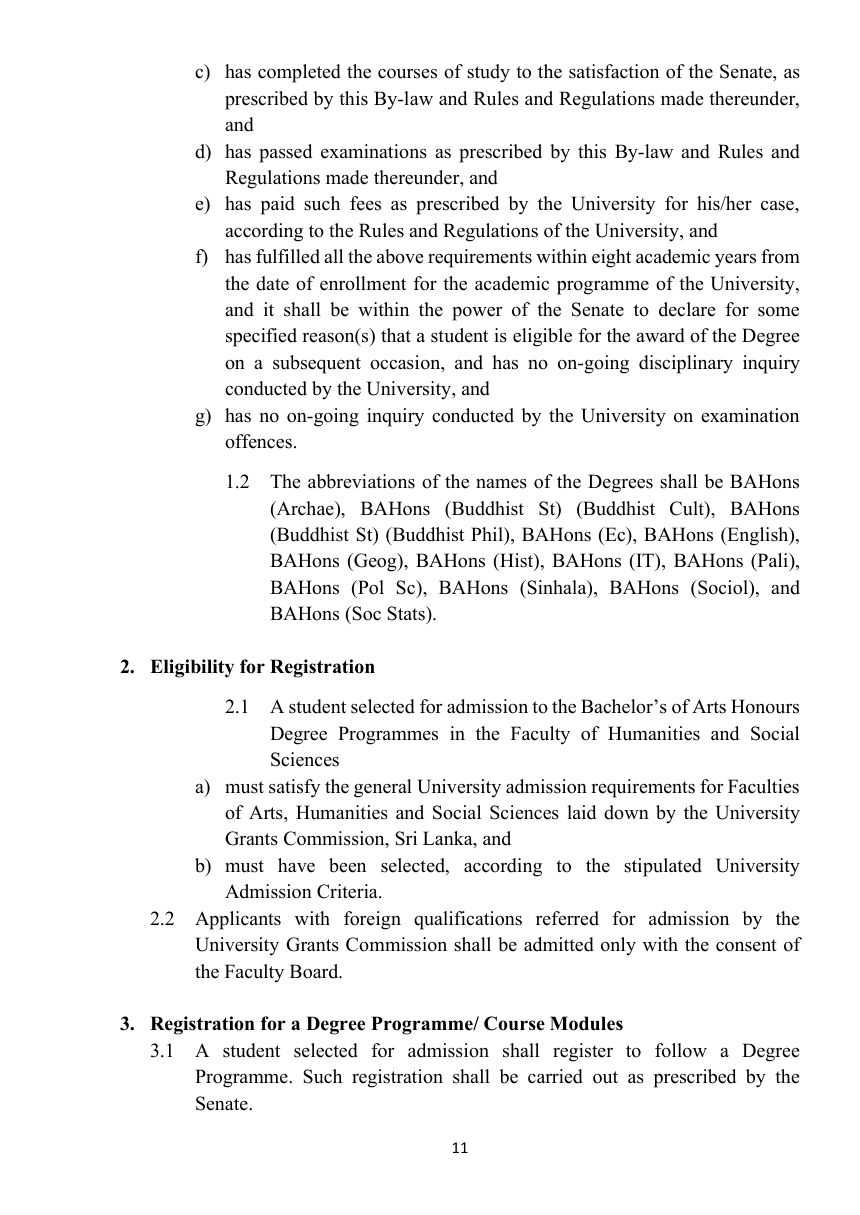 c) has completed the courses of study to the satisfaction of the Senate, as
prescribed by this By-law and Rules and Regulations made thereunder,
and
d) has passed examinations as prescribed by this By-law and Rules and
Regulations made thereunder, and
e) has paid such fees as prescribed by the University for his/her case,
according to the Rules and Regulations of the University, and
f) has fulfilled all the above requirements within eight academic years from
the date of enrollment for the academic programme of the University,
and it shall be within the power of the Senate to declare for some
specified reason(s) that a student is eligible for the award of the Degree
on a subsequent occasion, and has no on-going disciplinary inquiry
conducted by the University, and
g) has no on-going inquiry conducted by the University on examination
offences.
1.2 The abbreviations of the names of the Degrees shall be BAHons
(Archae), BAHons (Buddhist St) (Buddhist Cult), BAHons
(Buddhist St) (Buddhist Phil), BAHons (Ec), BAHons (English),
BAHons (Geog), BAHons (Hist), BAHons (IT), BAHons (Pali),
BAHons (Pol Sc), BAHons (Sinhala), BAHons (Sociol), and
BAHons (Soc Stats).
2. Eligibility for Registration
2.1 A student selected for admission to the Bachelor’s of Arts Honours
Degree Programmes in the Faculty of Humanities and Social
Sciences
a) must satisfy the general University admission requirements for Faculties
of Arts, Humanities and Social Sciences laid down by the University
Grants Commission, Sri Lanka, and
b) must have been selected, according to the stipulated University
Admission Criteria.
2.2 Applicants with foreign qualifications referred for admission by the
University Grants Commission shall be admitted only with the consent of
the Faculty Board.
3. Registration for a Degree Programme/ Course Modules
3.1 A student selected for admission shall register to follow a Degree
Programme. Such registration shall be carried out as prescribed by the
Senate.
11